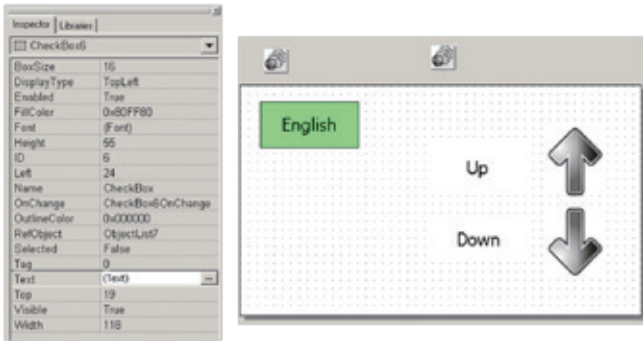 Inspector Libraries
CheckBox6
BoxSize 16
DisplayType TopLeft
Enabled True
FillColor 0x80FF80
Font (Font)
Height 55
ID 6
Left 24
Name CheckBox
OnChange CheckBox6OnChange
OutlineColor 0x000000
RefObject ObjectList7
Selected False
Tag 0
Text (Text) ...
Top 19
Visible True
Width 118
English
Up
Down